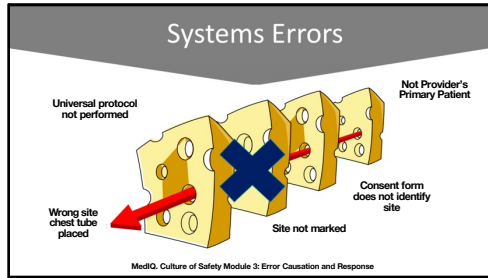 Systems Errors
Universal protocol
not performed
Not Provider's
Primary Patient
Wrong site
chest tube
placed
Site not marked
Consent form
does not identify
site
MedIQ. Culture of Safety Module 3: Error Causation and Response